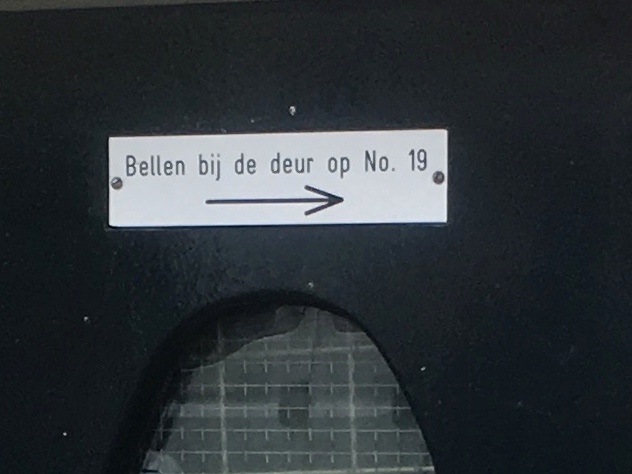 Bellen bij de deur op No. 19